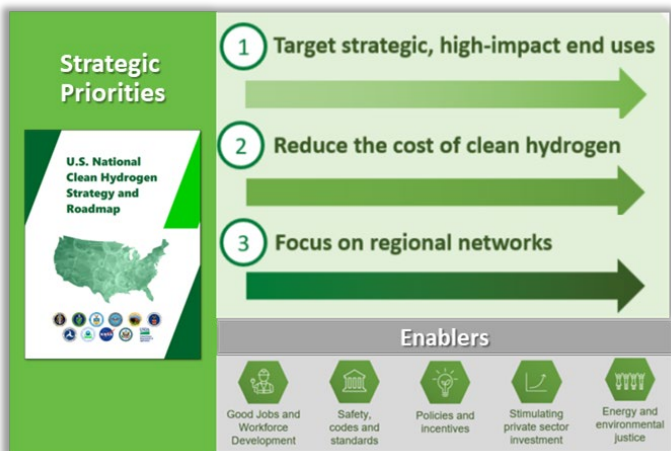 Strategic
Priorities
U.S. National
Clean Hydrogen
Strategy and
Roadmap
1 Target strategic, high-impact end uses
2 Reduce the cost of clean hydrogen
3 Focus on regional networks
Enablers
Good Jobs and
Workforce
Development
Safety,
codes and
standards
Policies and
incentives
Stimulating
private sector
investment
Energy and
environmental
justice